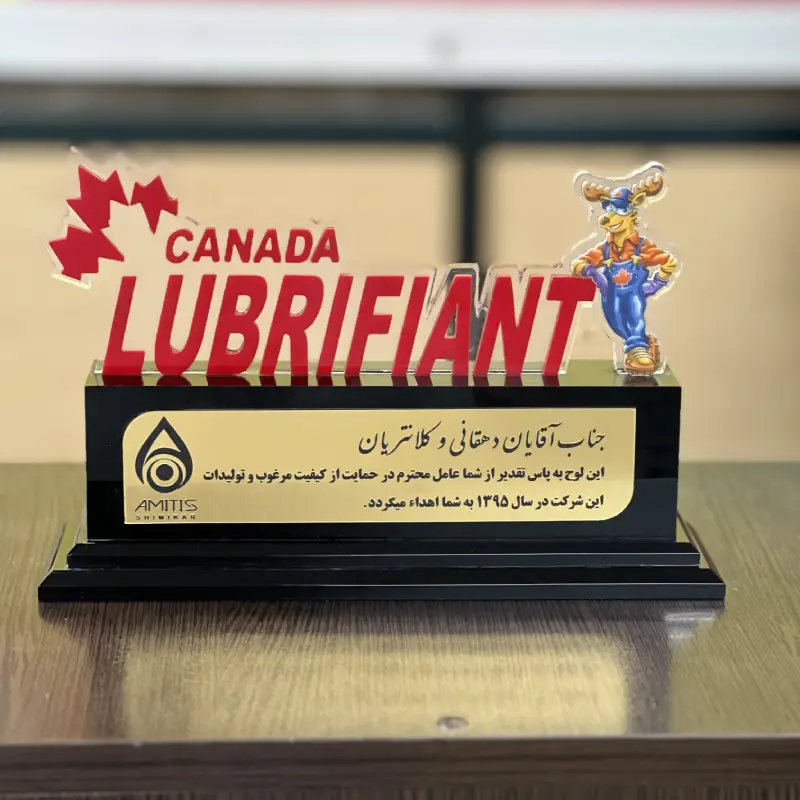 CANADA
LUBRIFIANT
جناب آقایان دهقانی و کلانتریان
این لوح به پاس تقدیر از شما عامل محترم در حمایت از کیفیت مرغوب و تولیدات
این شرکت در سال ۱۳۹۵ به شما اهداء میگردد.
AMITIS
SHIMIKAR